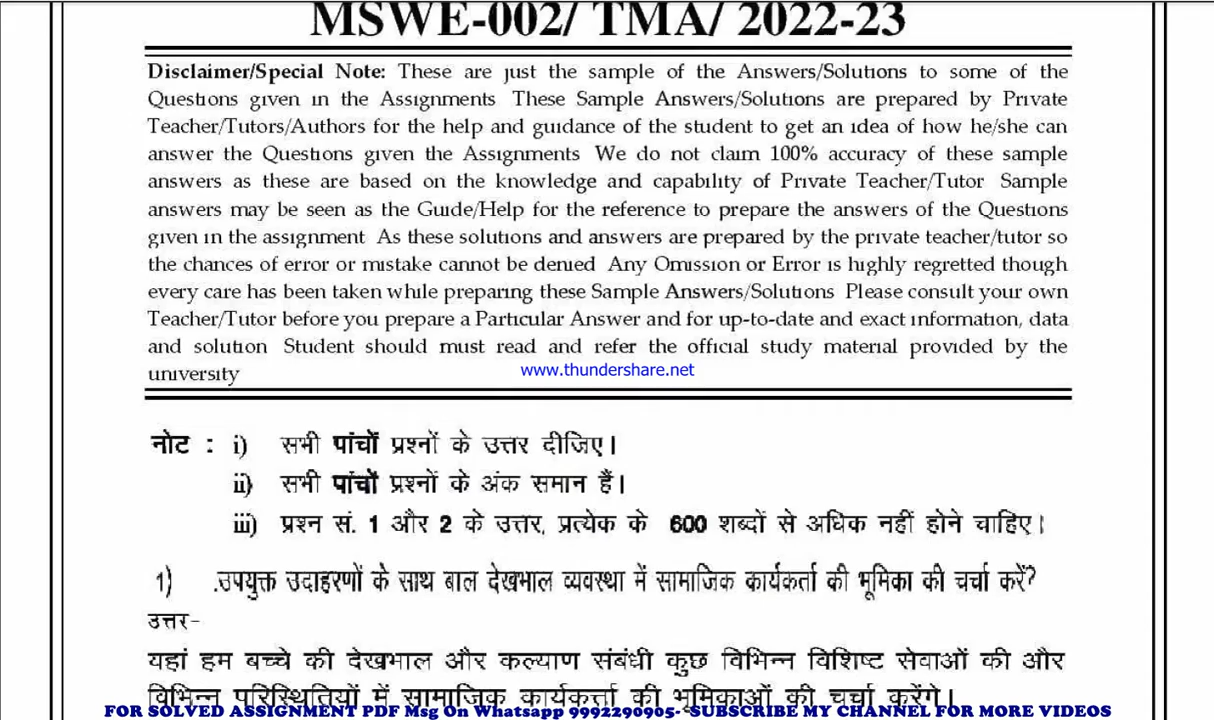 MSWE-002/ TMA/ 2022-23
Disclaimer/Special Note: These are just the sample of the Answers/Solutions to some of the
Questions given in the Assignments These Sample Answers/Solutions are prepared by Private
Teacher/Tutors/Authors for the help and guidance of the student to get an idea of how he/she can
answer the Questions given the Assignments We do not claim 100% accuracy of these sample
answers as these are based on the knowledge and capability of Private Teacher/Tutor Sample
answers may be seen as the Guide/Help for the reference to prepare the answers of the Questions
given in the assignment As these solutions and answers are prepared by the private teacher/tutor so
the chances of error or mistake cannot be denied Any Omission or Error is highly regretted though
every care has been taken while preparing these Sample Answers/Solutions Please consult your own
Teacher/Tutor before you prepare a Particular Answer and for up-to-date and exact information, data
and solution Student should must read and refer the official study material provided by the
university
www.thundershare.net
नोट : i) सभी पांचों प्रश्नों के उत्तर दीजिए।
ii) सभी पांचों प्रश्नों के अंक समान हैं।
iii) प्रश्न सं. 1 और 2 के उत्तर, प्रत्येक के 600 शब्दों से अधिक नहीं होने चाहिए।
1) .उपयुक्त उदाहरणों के साथ बाल देखभाल व्यवस्था में सामाजिक कार्यकर्ता की भूमिका की चर्चा करें?
उत्तर-
यहां हम बच्चे की देखभाल और कल्याण संबंधी कुछ विभिन्न विशिष्ट सेवाओं की और
विभिन्न परिस्थितियों में सामाजिक कार्यकर्त्ता की भूमिकाओं की चर्चा करेंगे।
FOR SOLVED ASSIGNMENT PDF Msg On Whatsapp 9992290905- SUBSCRIBE MY CHANNEL FOR MORE VIDEOS